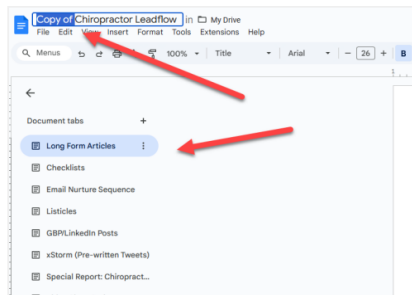 Copy of Chiropractor Leadflow in My Drive
File Edit View Insert Format Tools Extensions Help
Menus 100% Title Arial 26 B
Document tabs
Long Form Articles
Checklists
Email Nurture Sequence
Listicles
GBP/LinkedIn Posts
xStorm (Pre-written Tweets)
Special Report: Chiropract...